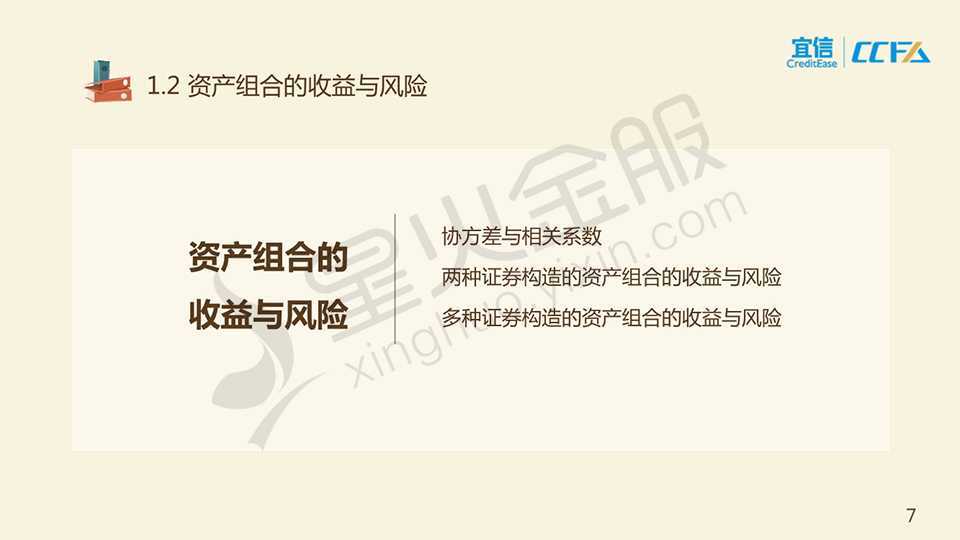 宜信
CreditEase
CCFA
1.2 资产组合的收益与风险
资产组合的
收益与风险
协方差与相关系数
两种证券构造的资产组合的收益与风险
多种证券构造的资产组合的收益与风险
星火金服
xinghuo.yixin.com
7